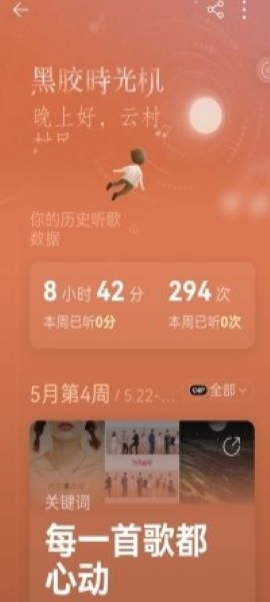 黑胶時光机
晚上好，云村
你的历史听歌
数据
8小时42分
294次
本周已听0分
本周已听0次
5月第4周 / 5.22-...
全部
关键词
每一首歌都
心动